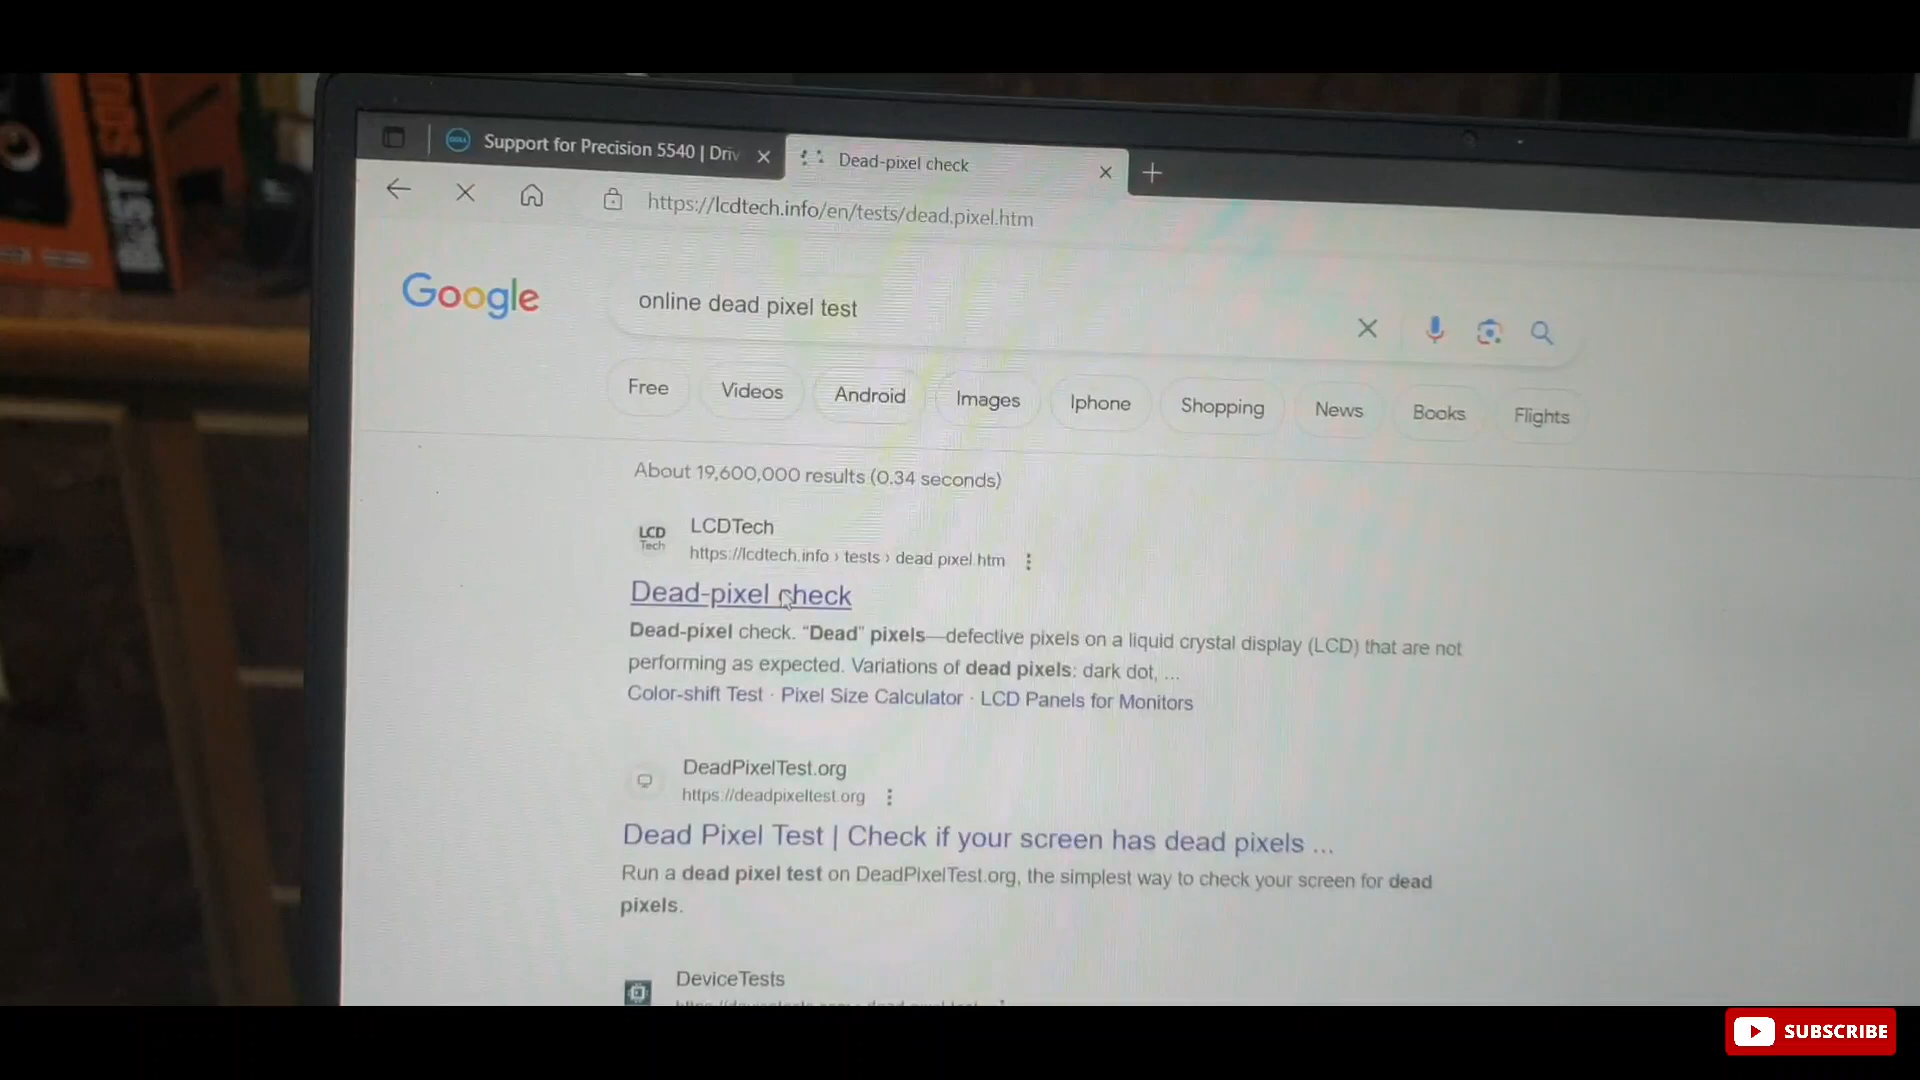 Support for Precision 5540 | Driv
Dead-pixel check
https://lcdtech.info/en/tests/dead.pixel.htm
Google
online dead pixel test
Free Videos Android Images Iphone Shopping News Books Flights
About 19,600,000 results (0.34 seconds)
LCD
Tech
LCDTech
https://lcdtech.info › tests › dead.pixel.htm
Dead-pixel check
Dead-pixel check. “Dead” pixels—defective pixels on a liquid crystal display (LCD) that are not
performing as expected. Variations of dead pixels: dark dot, ...
Color-shift Test · Pixel Size Calculator · LCD Panels for Monitors
DeadPixelTest.org
https://deadpixeltest.org
Dead Pixel Test | Check if your screen has dead pixels ...
Run a dead pixel test on DeadPixelTest.org, the simplest way to check your screen for dead
pixels.
DeviceTests
SUBSCRIBE